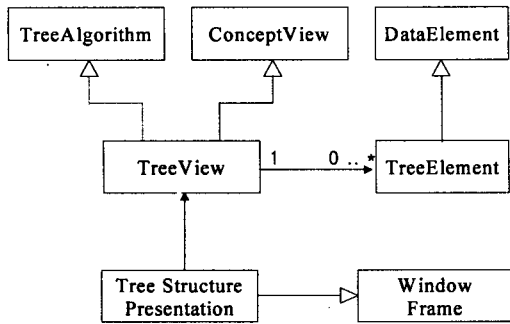 TreeAlgorithm
ConceptView
DataElement
TreeView
1
0 .. *
TreeElement
Tree Structure
Presentation
Window
Frame